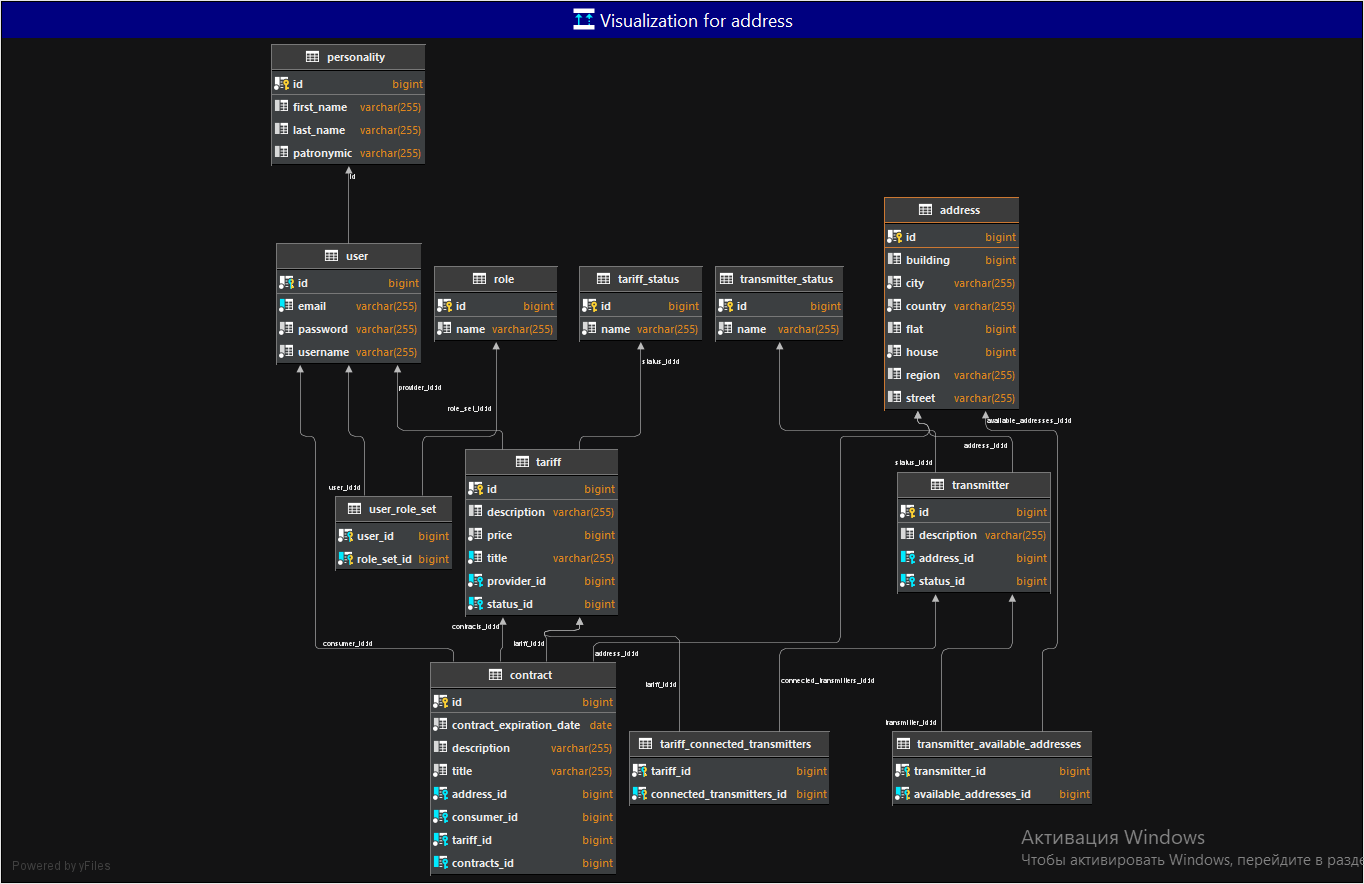 Visualization for address
personality
id bigint
first_name varchar(255)
last_name varchar(255)
patronymic varchar(255)
id
user
id bigint
email varchar(255)
password varchar(255)
username varchar(255)
role
id bigint
name varchar(255)
tariff_status
id bigint
name varchar(255)
transmitter_status
id bigint
name varchar(255)
address
id bigint
building bigint
city varchar(255)
country varchar(255)
flat bigint
house bigint
region varchar(255)
street varchar(255)
status_id:id
provider_id:id
role_set_id:id
available_addresses_id:id
address_id:id
status_id:id
user_id:id
user_role_set
user_id bigint
role_set_id bigint
tariff
id bigint
description varchar(255)
price bigint
title varchar(255)
provider_id bigint
status_id bigint
transmitter
id bigint
description varchar(255)
address_id bigint
status_id bigint
contracts_id:id
consumer_id:id
tariff_id:id
address_id:id
tariff_id:id
connected_transmitters_id:id
transmitter_id:id
contract
id bigint
contract_expiration_date date
description varchar(255)
title varchar(255)
address_id bigint
consumer_id bigint
tariff_id bigint
contracts_id bigint
tariff_connected_transmitters
tariff_id bigint
connected_transmitters_id bigint
transmitter_available_addresses
transmitter_id bigint
available_addresses_id bigint
Активация Windows
Чтобы активировать Windows, перейдите в разде
Powered by yFiles